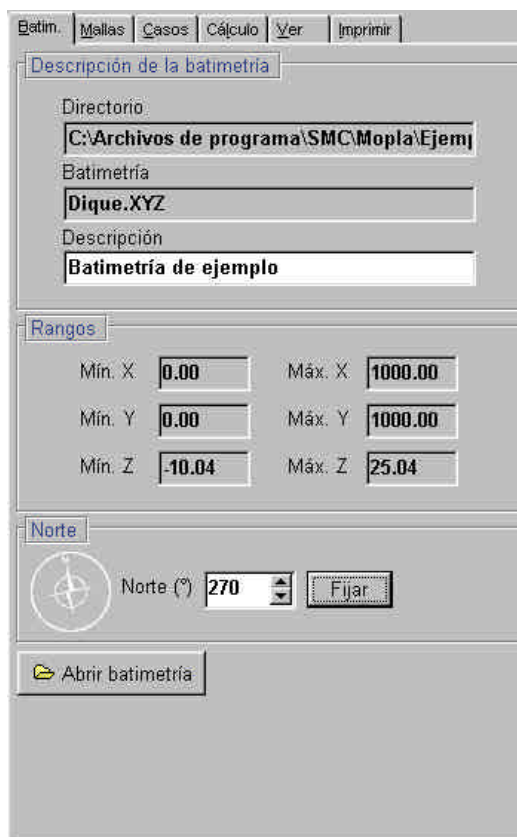 Batim. Mallas Casos Cálculo Ver Imprimir
Descripción de la batimetría
Directorio
C:\Archivos de programa\SMC\Mopla\Ejemp
Batimetría
Dique.XYZ
Descripción
Batimetría de ejemplo
Rangos
Mín. X 0.00 Máx. X 1000.00
Mín. Y 0.00 Máx. Y 1000.00
Mín. Z -10.04 Máx. Z 25.04
Norte
Norte (º) 270 Fijar
Abrir batimetría